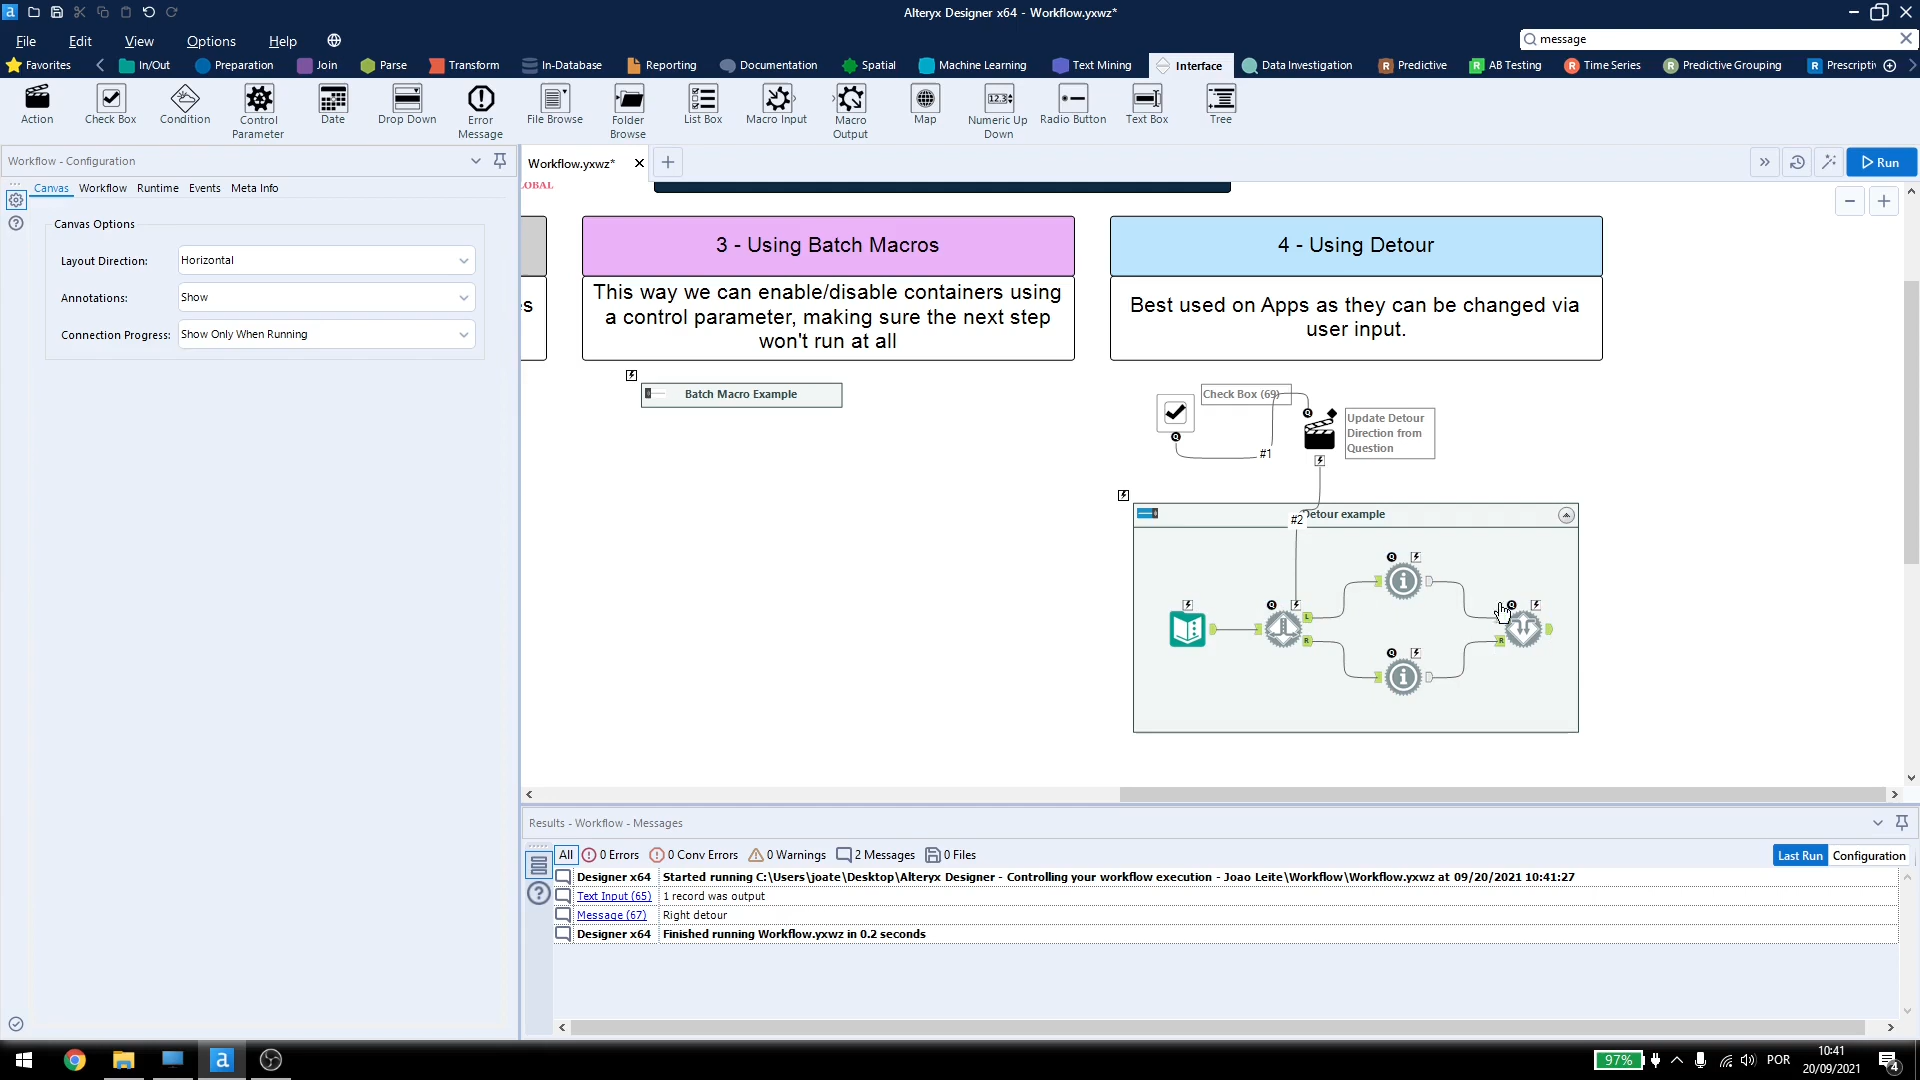 Alteryx Designer x64 - Workflow.yxwz*
File Edit View Options Help
message
Favorites In/Out Preparation Join Parse Transform In-Database Reporting Documentation Spatial Machine Learning Text Mining Interface Data Investigation Predictive AB Testing Time Series Predictive Grouping Prescripti
Action Check Box Condition Control Parameter Date Drop Down Error Message File Browse Folder Browse List Box Macro Input Macro Output Map Numeric Up Down Radio Button Text Box Tree
Workflow - Configuration
Workflow.yxwz*
Run
Canvas Workflow Runtime Events Meta Info
OBAL
Canvas Options
Layout Direction: Horizontal
Annotations: Show
Connection Progress: Show Only When Running
3 - Using Batch Macros
4 - Using Detour
s
This way we can enable/disable containers using
a control parameter, making sure the next step
won't run at all
Best used on Apps as they can be changed via
user input.
Batch Macro Example
Check Box (69)
Update Detour
Direction from
Question
#1
#2
Detour example
L
R
R
Results - Workflow - Messages
All 0 Errors 0 Conv Errors 0 Warnings 2 Messages 0 Files
Last Run Configuration
Designer x64 Started running C:\Users\joate\Desktop\Alteryx Designer - Controlling your workflow execution - Joao Leite\Workflow\Workflow.yxwz at 09/20/2021 10:41:27
Text Input (65) 1 record was output
Message (67) Right detour
Designer x64 Finished running Workflow.yxwz in 0.2 seconds
97%
POR
10:41
20/09/2021
4